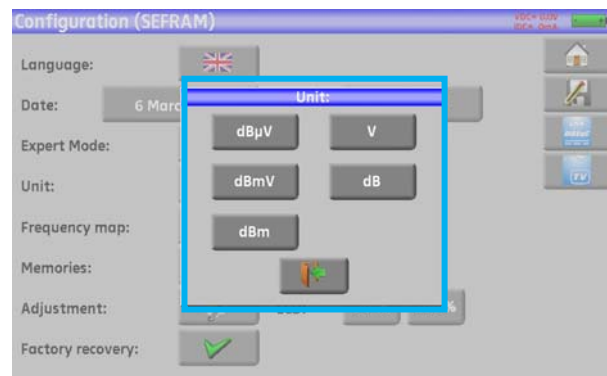 Configuration (SEFRAM)
Language:
Unit:
Date: 6 Marc
dBµV V
Expert Mode:
Unit:
dBmV dB
Frequency map:
dBm
Memories:
Adjustment:
Factory recovery:
TV